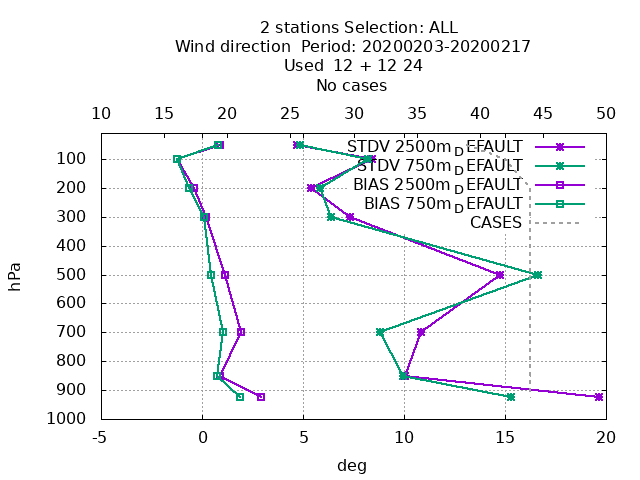 2 stations Selection: ALL
Wind direction  Period: 20200203-20200217
Used  12 + 12 24
No cases
10 15 20 25 30 35 40 45 50
STDV 2500m_DEFAULT
100
STDV 750m_DEFAULT
BIAS 2500m_DEFAULT
200
BIAS 750m_DEFAULT
300
CASES
400
hPa
500
600
700
800
900
1000
-5 0 5 10 15 20
deg